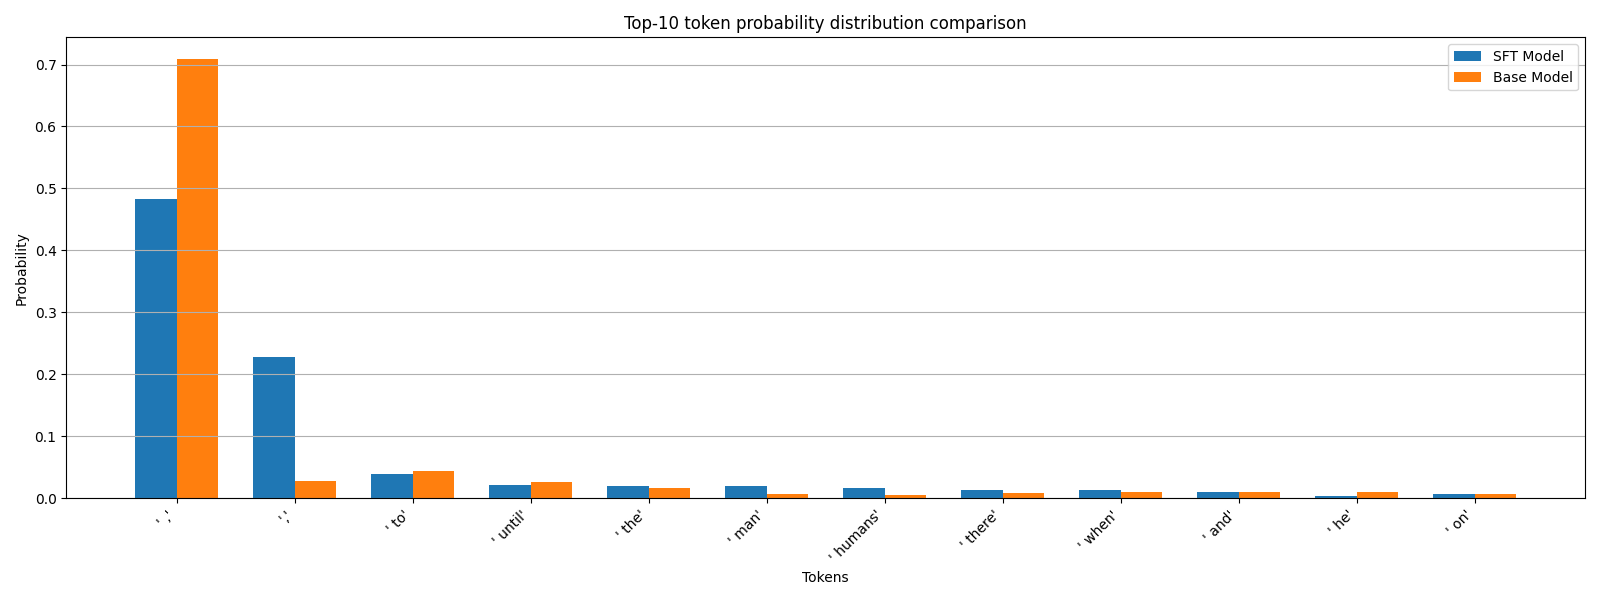 Top-10 token probability distribution comparison
SFT Model
Base Model
Probability
0.7
0.6
0.5
0.4
0.3
0.2
0.1
0.0
' ,'
','
' to'
' until'
' the'
' man'
' humans'
' there'
' when'
' and'
' he'
' on'
Tokens